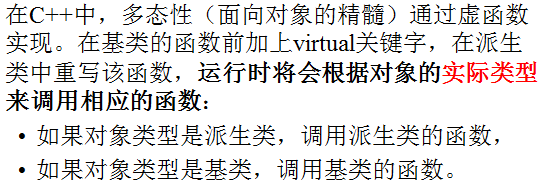 在C++中，多态性（面向对象的精髓）通过虚函数
实现。在基类的函数前加上virtual关键字，在派生
类中重写该函数，运行时将会根据对象的实际类型
来调用相应的函数：
• 如果对象类型是派生类，调用派生类的函数，
• 如果对象类型是基类，调用基类的函数。